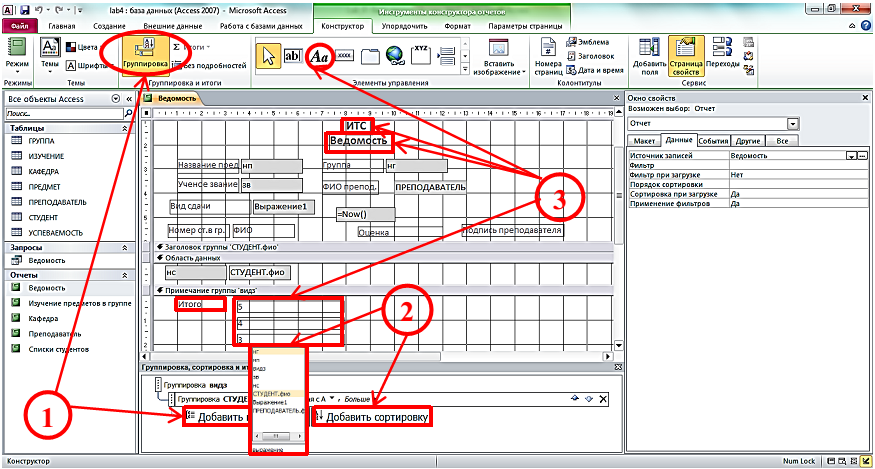 lab4 : база данных (Access 2007) - Microsoft Access
Инструменты конструктора отчетов
Файл Главная Создание Внешние данные Работа с базами данных Конструктор Упорядочить Формат Параметры страницы
Режим
Режимы
Темы
Цвета
Шрифты
Темы
Группировка
Σ Итоги
Без подробностей
Группировка и итоги
ab|
Aa
xxxx
XYZ
Вставить изображение
Элементы управления
Номера страниц
Эмблема
Заголовок
Дата и время
Колонтитулы
Добавить поля
Страница свойств
Переходы
Сервис
Все объекты Access
Поиск...
Таблицы
ГРУППА
ИЗУЧЕНИЕ
КАФЕДРА
ПРЕДМЕТ
ПРЕПОДАВАТЕЛЬ
СТУДЕНТ
УСПЕВАЕМОСТЬ
Запросы
Ведомость
Отчеты
Ведомость
Изучение предметов в группе
Кафедра
Преподаватель
Списки студентов
Ведомость
ИТС
Ведомость
Название пред нп Группа нг
Ученое звание зв ФИО препод. ПРЕПОДАВАТЕЛЬ
Вид сдачи Выражение1 =Now()
Номер ст.в гр. ФИО Оценка Подпись преподавателя
Заголовок группы 'СТУДЕНТ.фио'
Область данных
нс СТУДЕНТ.фио
Примечание группы 'видз'
Итого 5
4
3
Группировка, сортировка и ит
Группировка видз
Группировка СТУД с А , Больше
Добавить Добавить сортировку
нг
нп
видз
зв
нс
СТУДЕНТ.фио
Выражение1
ПРЕПОДАВАТЕЛЬ.ф
выражение
1
2
3
Окно свойств
Возможен выбор: Отчет
Отчет
Макет Данные События Другие Все
Источник записей Ведомость
Фильтр
Фильтр при загрузке Нет
Порядок сортировки
Сортировка при загрузке Да
Применение фильтров Да
Конструктор
Num Lock